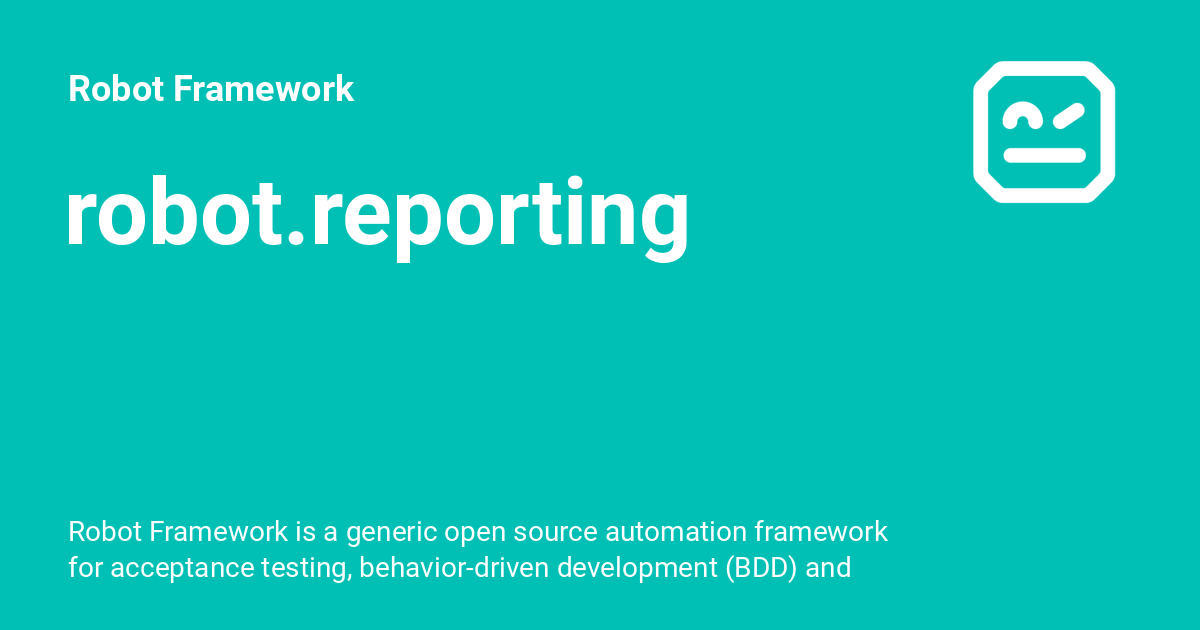 Robot Framework
robot.reporting
Robot Framework is a generic open source automation framework
for acceptance testing, behavior-driven development (BDD) and